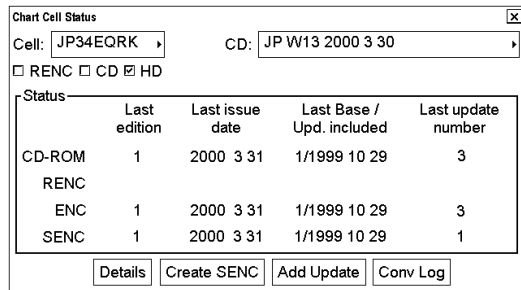 Chart Cell Status
Cell: JP34EQRK CD: JP W13 2000 3 30
RENC CD HD
Status
Last edition Last issue date Last Base / Upd. included Last update number
CD-ROM 1 2000 3 31 1/1999 10 29 3
RENC
ENC 1 2000 3 31 1/1999 10 29 3
SENC 1 2000 3 31 1/1999 10 29 1
Details Create SENC Add Update Conv Log